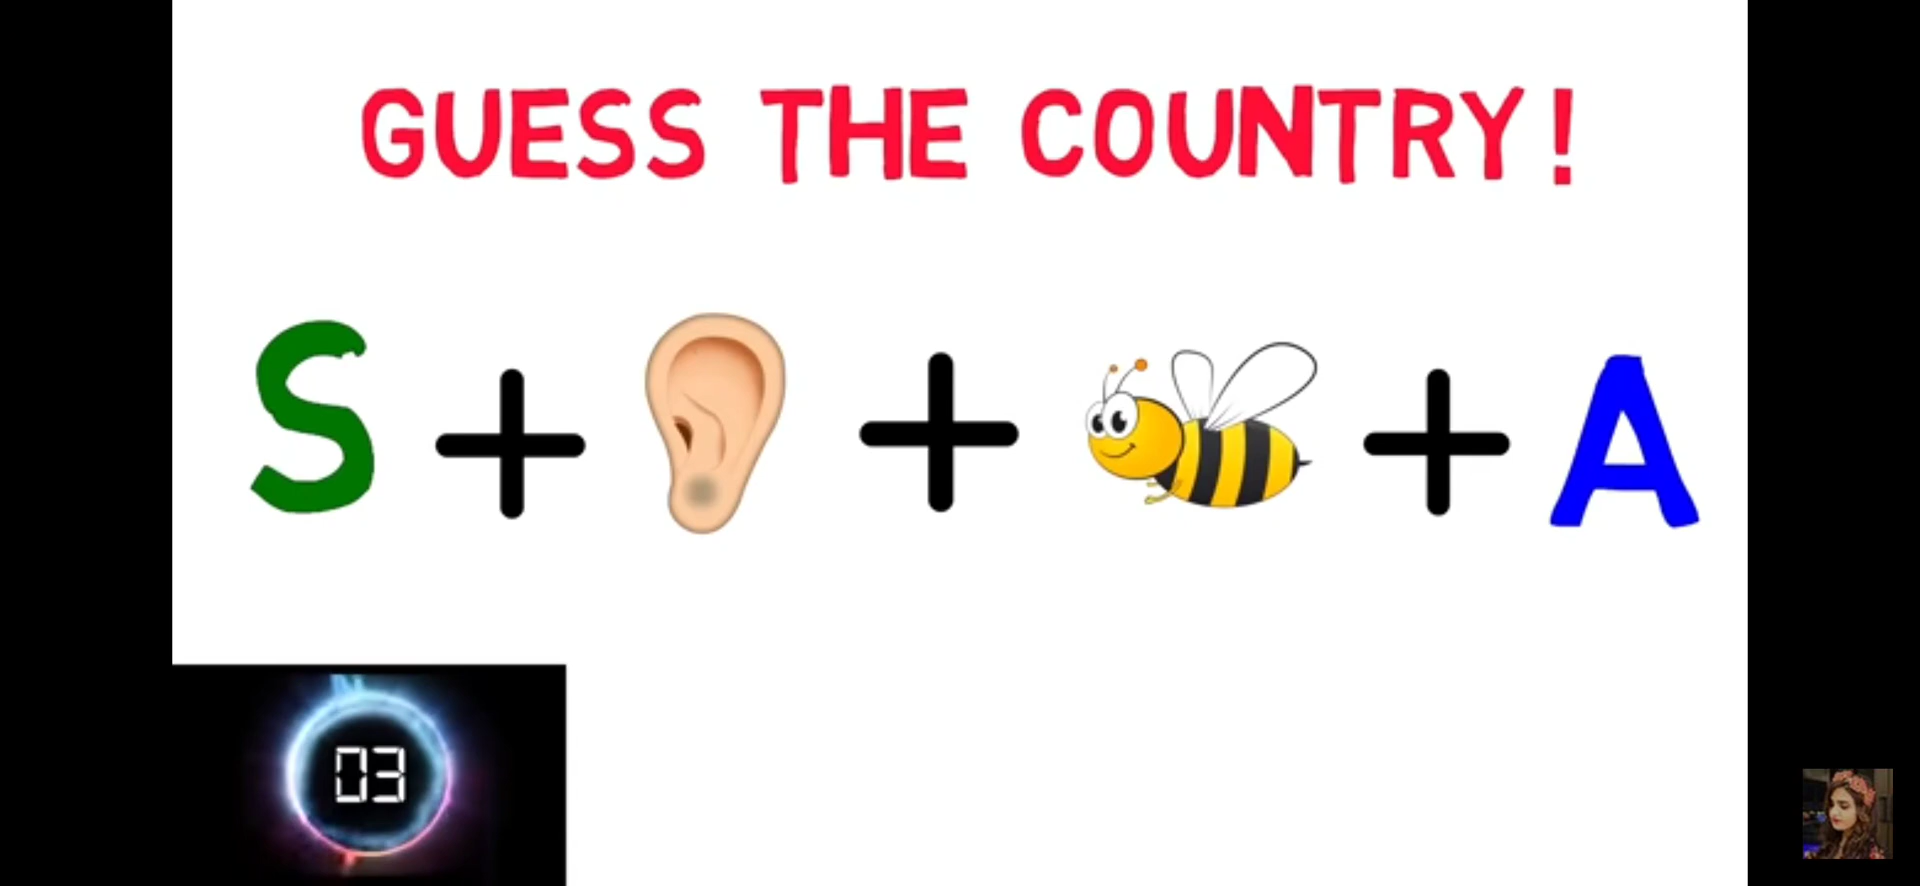 GUESS THE COUNTRY!
S + + + A
03